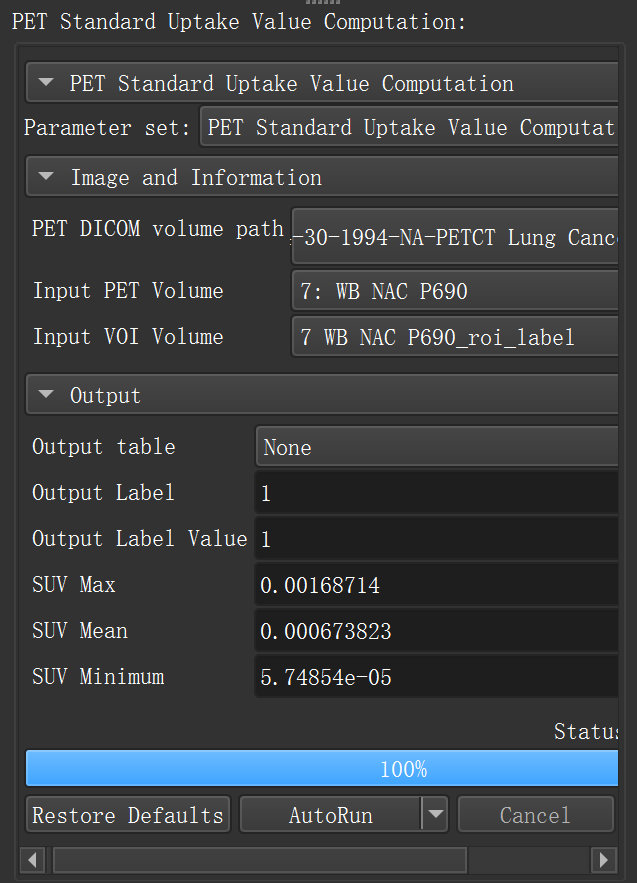 PET Standard Uptake Value Computation:
PET Standard Uptake Value Computation
Parameter set: PET Standard Uptake Value Computat
Image and Information
PET DICOM volume path -30-1994-NA-PETCT Lung Canc
Input PET Volume 7: WB NAC P690
Input VOI Volume 7 WB NAC P690_roi_label
Output
Output table None
Output Label 1
Output Label Value 1
SUV Max 0.00168714
SUV Mean 0.000673823
SUV Minimum 5.74854e-05
Status
100%
Restore Defaults AutoRun Cancel